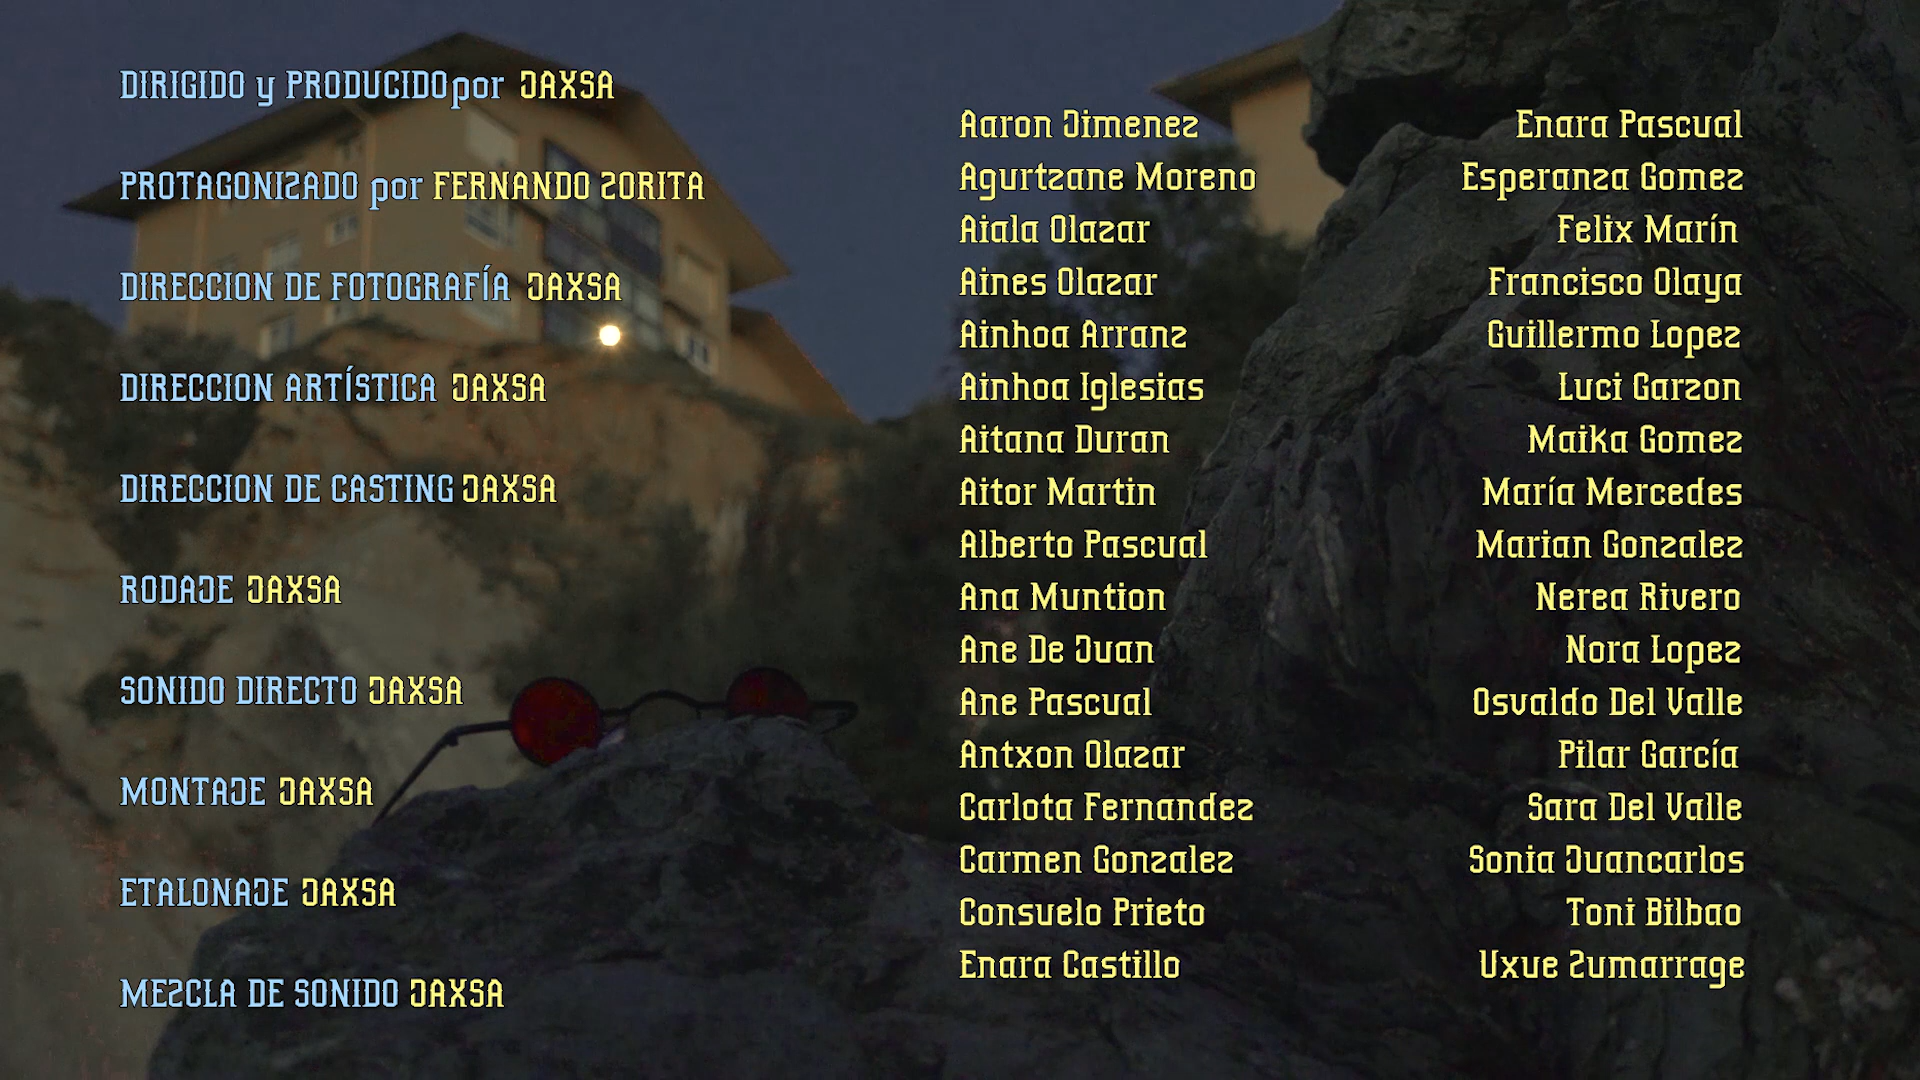 DIRIGIDO y PRODUCIDO por JAXSA
PROTAGONIZADO por FERNANDO ZORITA
DIRECCION DE FOTOGRAFÍA JAXSA
DIRECCION ARTÍSTICA JAXSA
DIRECCION DE CASTING JAXSA
RODAJE JAXSA
SONIDO DIRECTO JAXSA
MONTAJE JAXSA
ETALONAJE JAXSA
MEZCLA DE SONIDO JAXSA
Aaron Jimenez
Agurtzane Moreno
Aiala Olazar
Aines Olazar
Ainhoa Arranz
Ainhoa Iglesias
Aitana Duran
Aitor Martin
Alberto Pascual
Ana Muntion
Ane De Juan
Ane Pascual
Antxon Olazar
Carlota Fernandez
Carmen Gonzalez
Consuelo Prieto
Enara Castillo
Enara Pascual
Esperanza Gomez
Felix Marín
Francisco Olaya
Guillermo Lopez
Luci Garzon
Maika Gomez
María Mercedes
Marian Gonzalez
Nerea Rivero
Nora Lopez
Osvaldo Del Valle
Pilar García
Sara Del Valle
Sonia Juancarlos
Toni Bilbao
Uxue Zumarrage